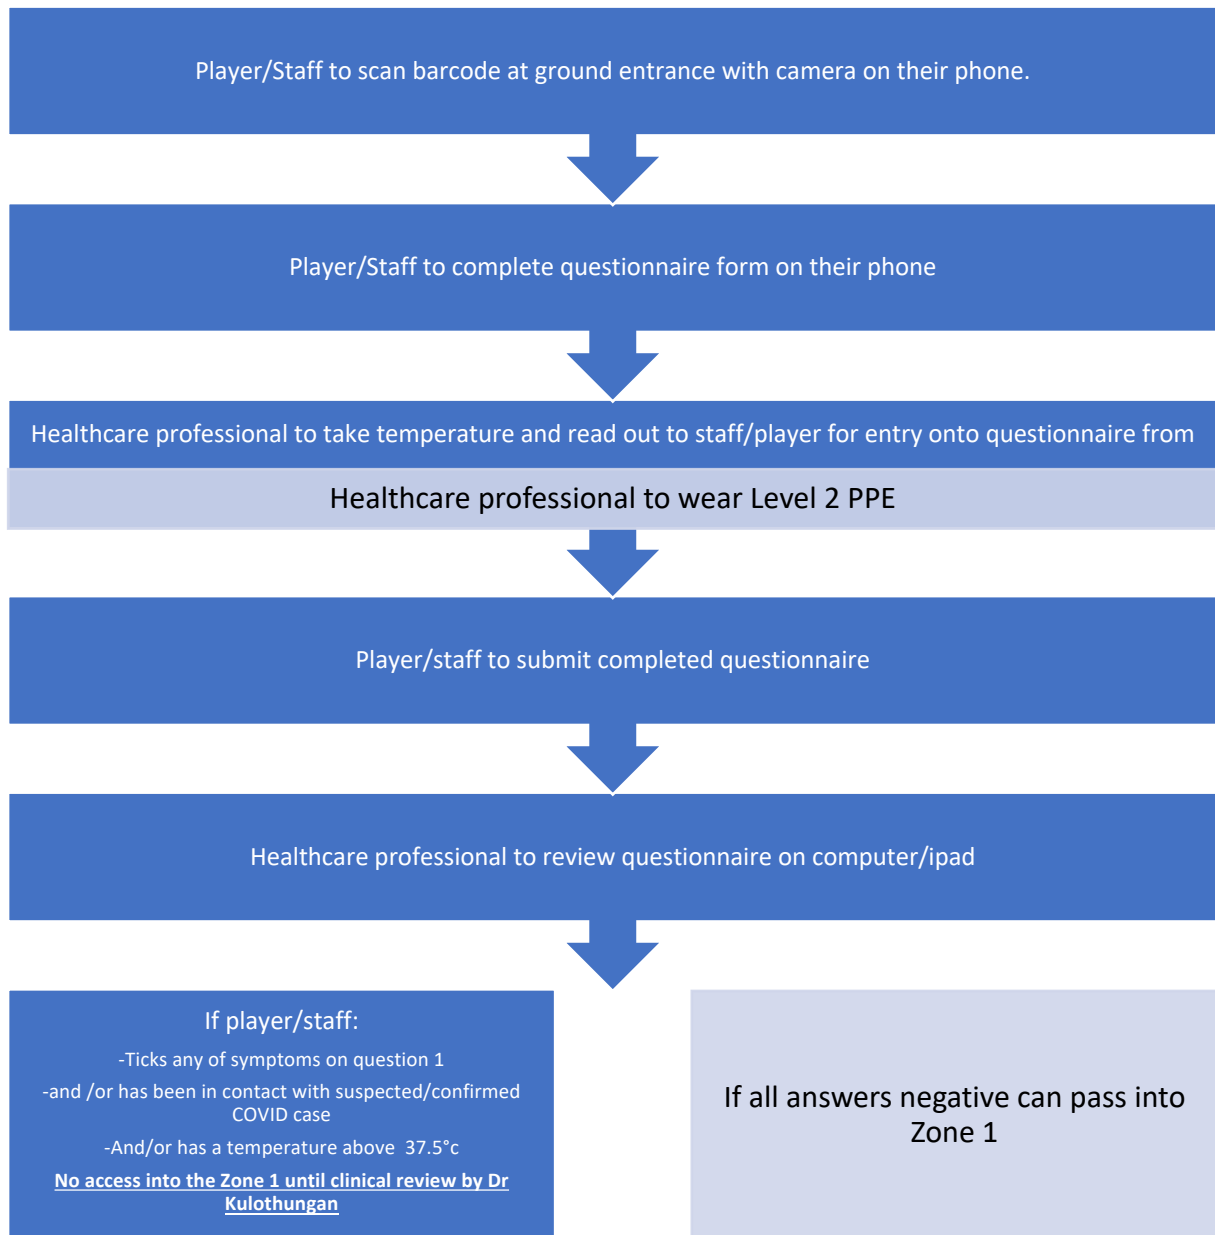 Player/Staff to scan barcode at ground entrance with camera on their phone.
Player/Staff to complete questionnaire form on their phone
Healthcare professional to take temperature and read out to staff/player for entry onto questionnaire from
Healthcare professional to wear Level 2 PPE
Player/staff to submit completed questionnaire
Healthcare professional to review questionnaire on computer/ipad
If player/staff:
-Ticks any of symptoms on question 1
-and /or has been in contact with suspected/confirmed
COVID case
-And/or has a temperature above  37.5°c
No access into the Zone 1 until clinical review by Dr
Kulothungan
If all answers negative can pass into
Zone 1